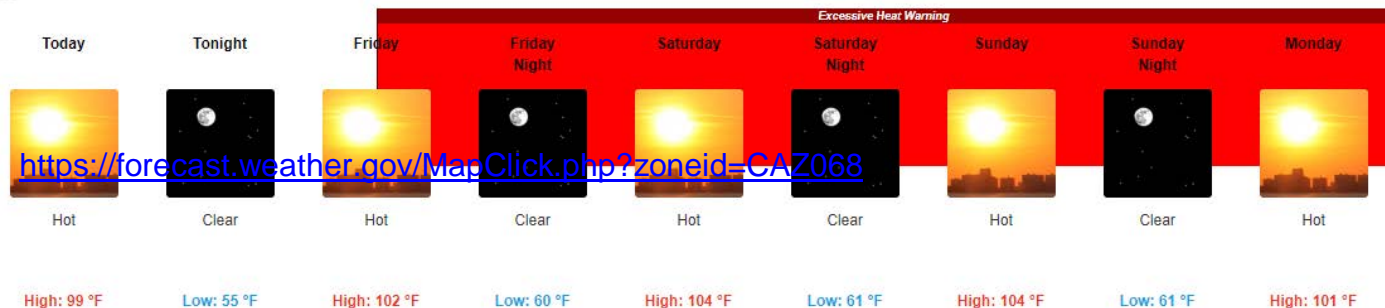 Excessive Heat Warning
Today Tonight Friday Friday Saturday Saturday Sunday Sunday Monday
Night Night Night
https://forecast.weather.gov/MapClick.php?zoneid=CAZ068
Hot Clear Hot Clear Hot Clear Hot Clear Hot
High: 99 °F Low: 55 °F High: 102 °F Low: 60 °F High: 104 °F Low: 61 °F High: 104 °F Low: 61 °F High: 101 °F